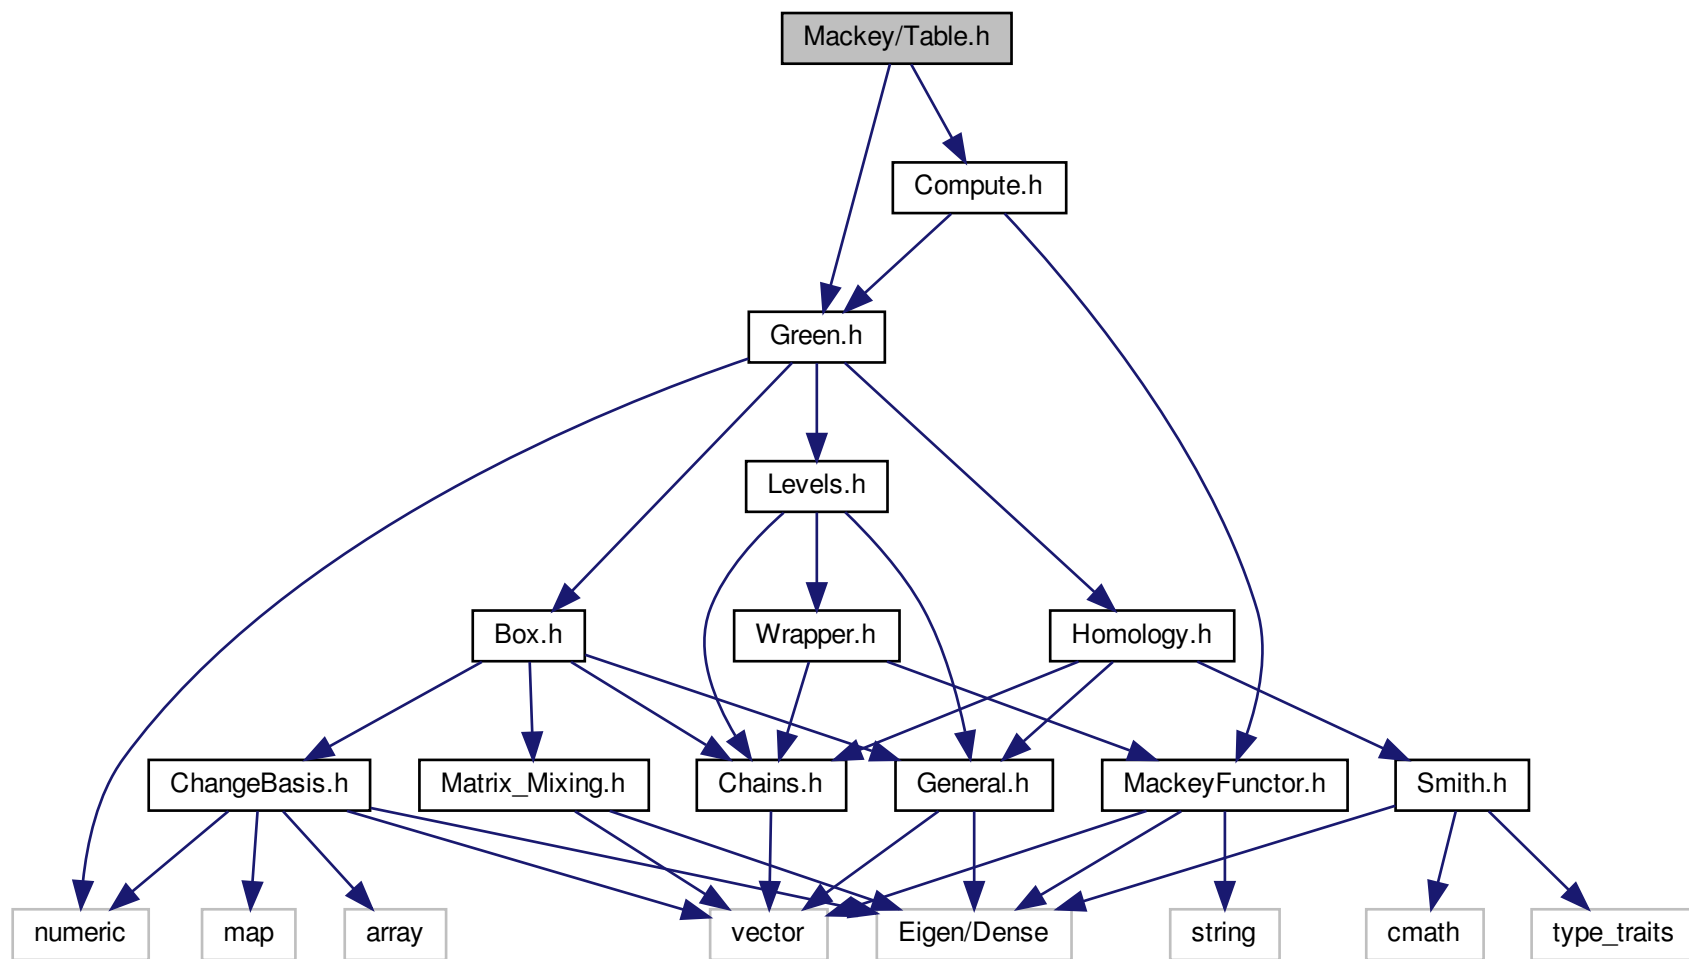 Mackey/Table.h
Compute.h
Green.h
Levels.h
Box.h
Wrapper.h
Homology.h
ChangeBasis.h
Matrix_Mixing.h
Chains.h
General.h
MackeyFunctor.h
Smith.h
numeric
map
array
vector
Eigen/Dense
string
cmath
type_traits